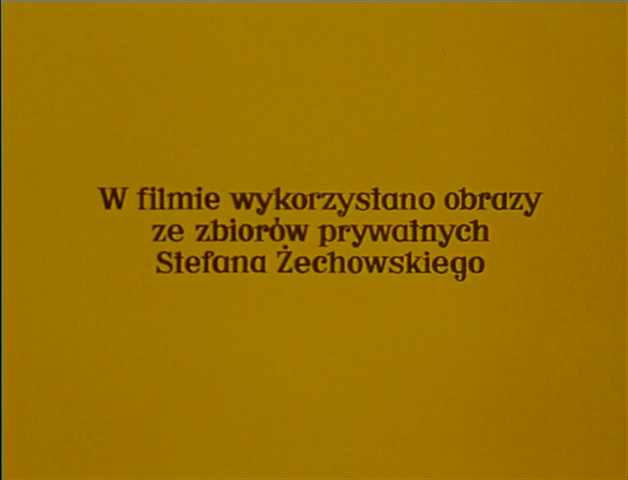 W filmie wykorzystano obrazy
ze zbiorów prywatnych
Stefana Żechowskiego